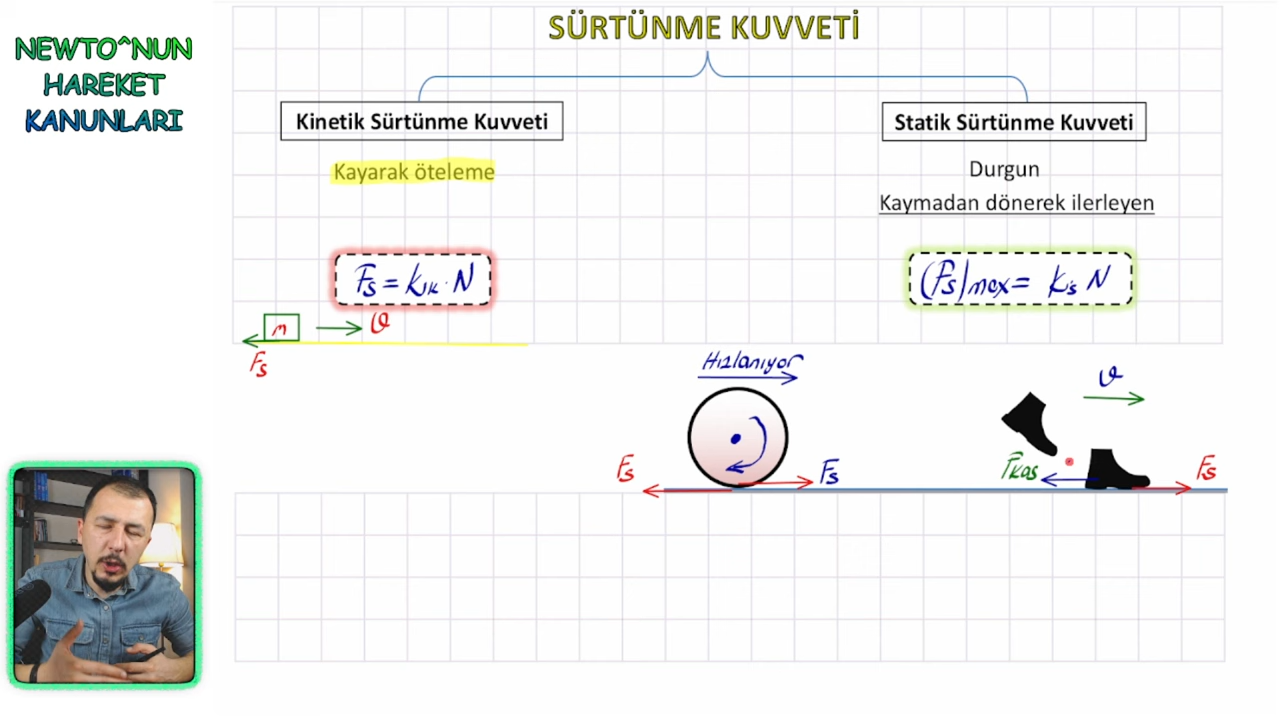 NEWTO^NUN
HAREKET
KANUNLARI
SÜRTÜNME KUVVETİ
Kinetik Sürtünme Kuvveti
Kayarak öteleme
Fs = kk · N
m
ϑ
Fs
Statik Sürtünme Kuvveti
Durgun
Kaymadan dönerek ilerleyen
(Fs)max = ks N
Hızlanıyor
Fs
Fs
ϑ
Fkas
Fs